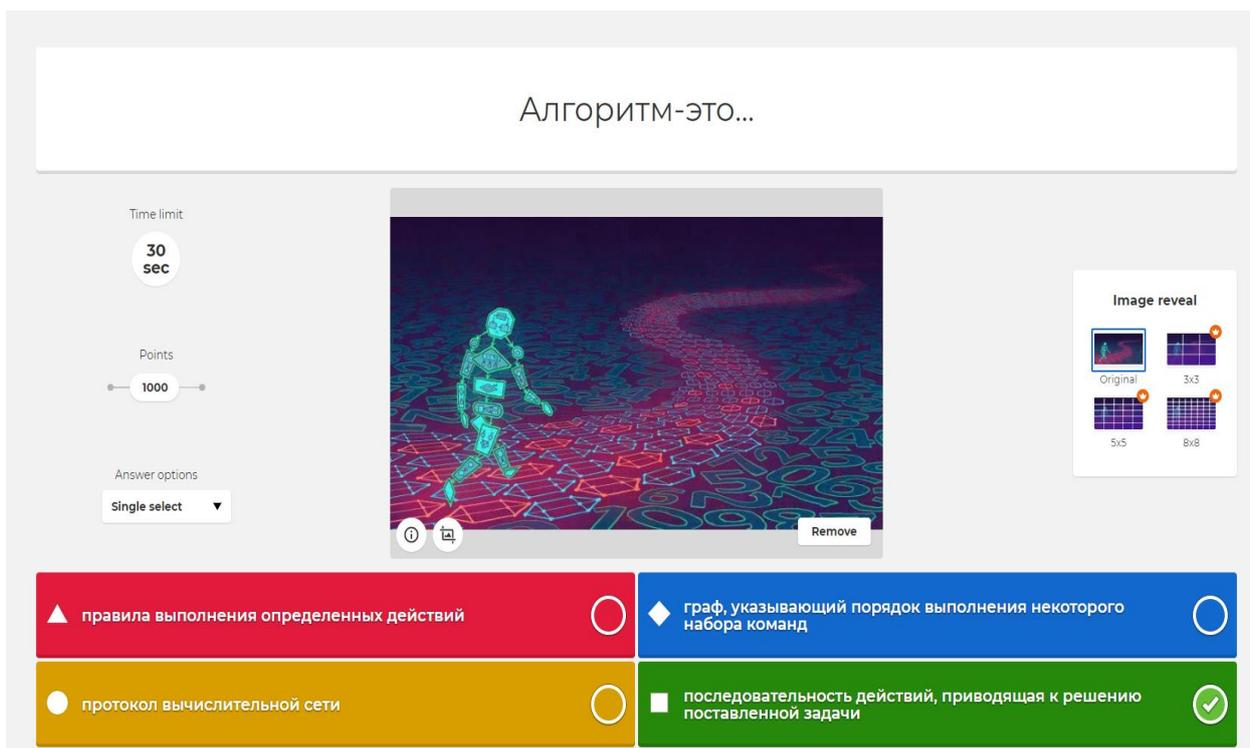 Алгоритм-это...
Time limit
30
sec
Points
1000
Answer options
Single select
Remove
Image reveal
Original
3x3
5x5
8x8
правила выполнения определенных действий
граф, указывающий порядок выполнения некоторого
набора команд
протокол вычислительной сети
последовательность действий, приводящая к решению
поставленной задачи